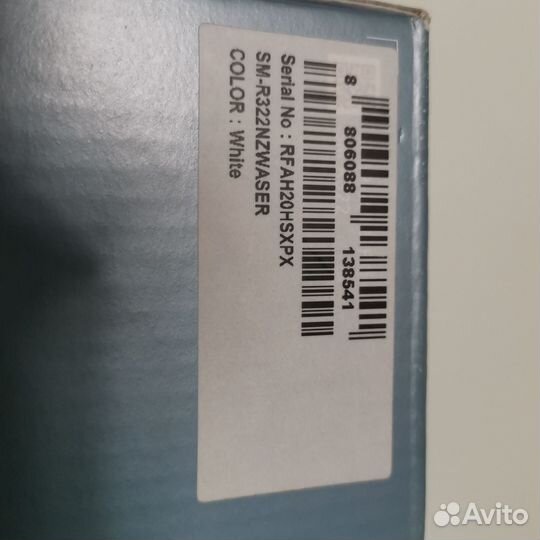 8 806088 138541
Serial No : RFAH20HSXPX
SM-R322NZWASER
COLOR : White
Avito